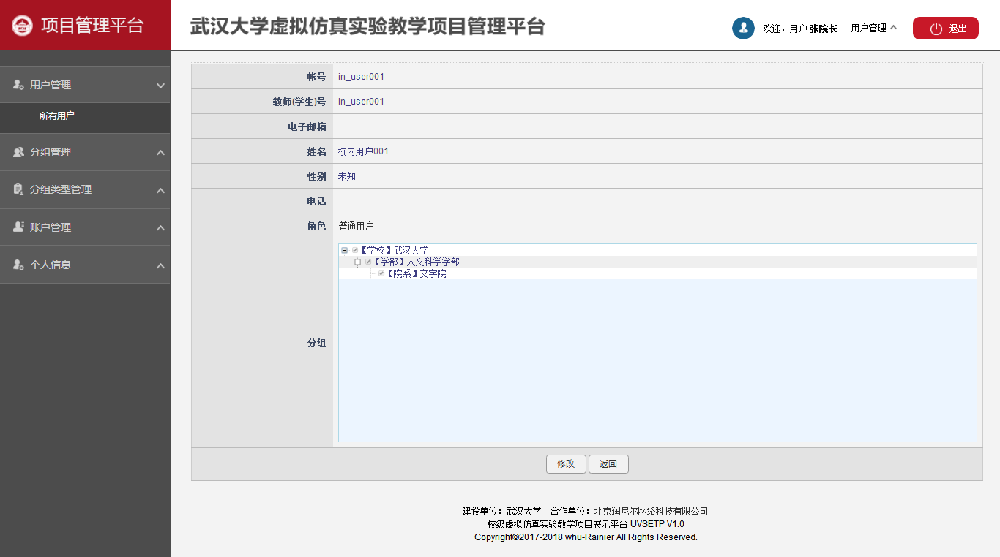 项目管理平台
武汉大学虚拟仿真实验教学项目管理平台
欢迎，用户 张院长 用户管理 退出
用户管理
所有用户
分组管理
分组类型管理
账户管理
个人信息
帐号 in_user001
教师(学生)号 in_user001
电子邮箱
姓名 校内用户001
性别 未知
电话
角色 普通用户
分组
【学校】武汉大学
【学部】人文科学学部
【院系】文学院
修改 返回
建设单位：武汉大学 合作单位：北京润尼尔网络科技有限公司
校级虚拟仿真实验教学项目展示平台 UVSETP V1.0
Copyright©2017-2018 whu-Rainier All Rights Reserved.